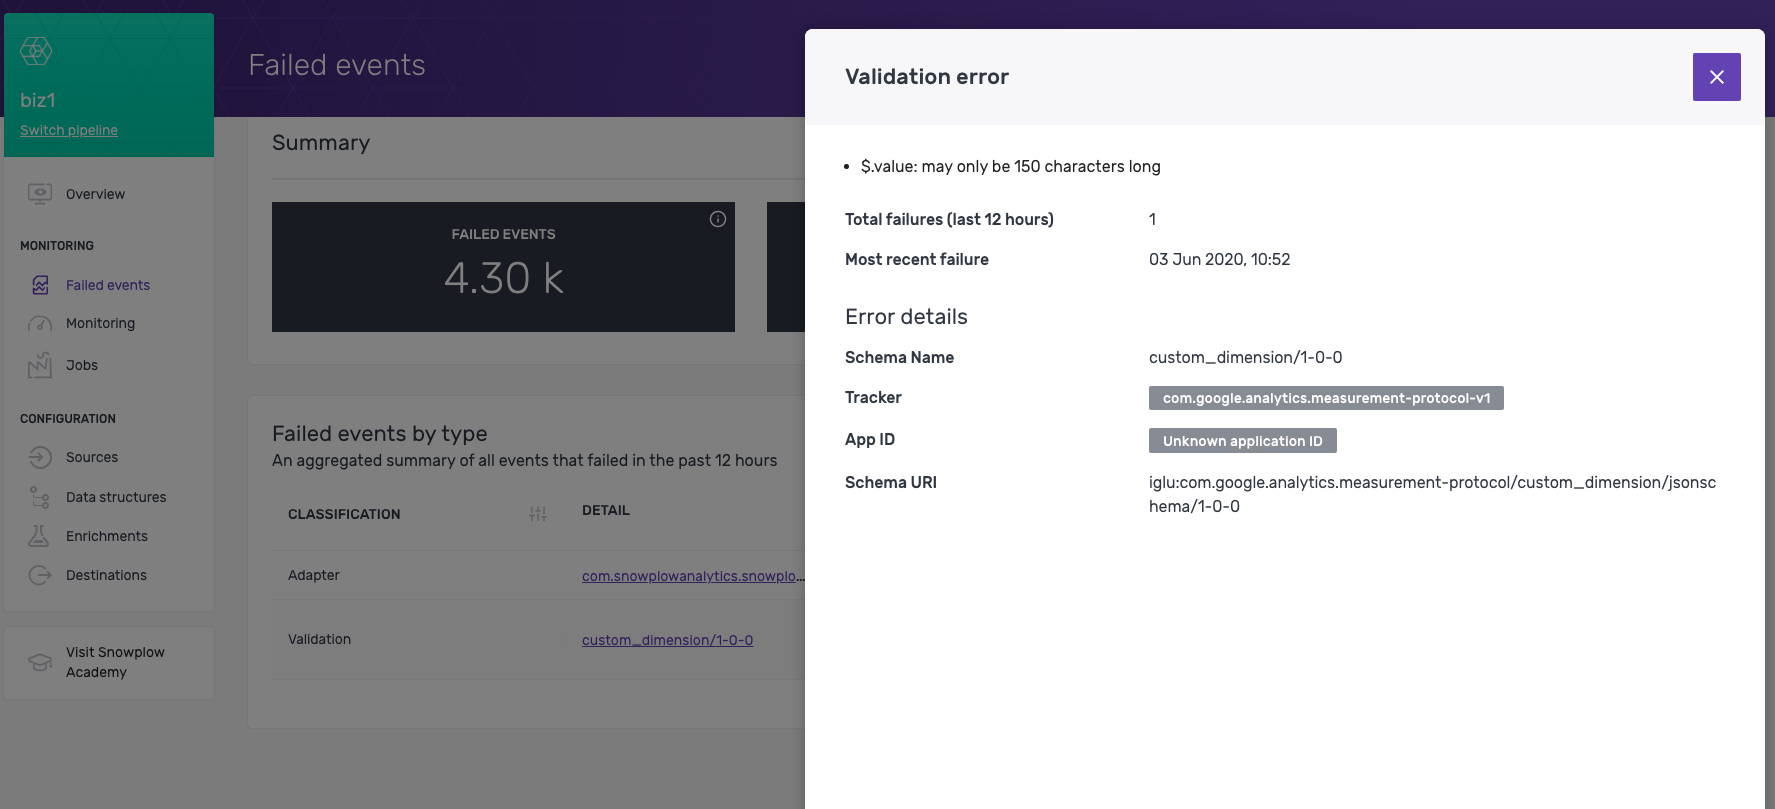 biz1
Switch pipeline
Overview
MONITORING
Failed events
Monitoring
Jobs
CONFIGURATION
Sources
Data structures
Enrichments
Destinations
Visit Snowplow
Academy
Failed events
Summary
FAILED EVENTS
4.30 k
Failed events by type
An aggregated summary of all events that failed in the past 12 hours
CLASSIFICATION DETAIL
Adapter com.snowplowanalytics.snowplo...
Validation custom_dimension/1-0-0
Validation error
• $.value: may only be 150 characters long
Total failures (last 12 hours) 1
Most recent failure 03 Jun 2020, 10:52
Error details
Schema Name custom_dimension/1-0-0
Tracker com.google.analytics.measurement-protocol-v1
App ID Unknown application ID
Schema URI iglu:com.google.analytics.measurement-protocol/custom_dimension/jsonsc
hema/1-0-0